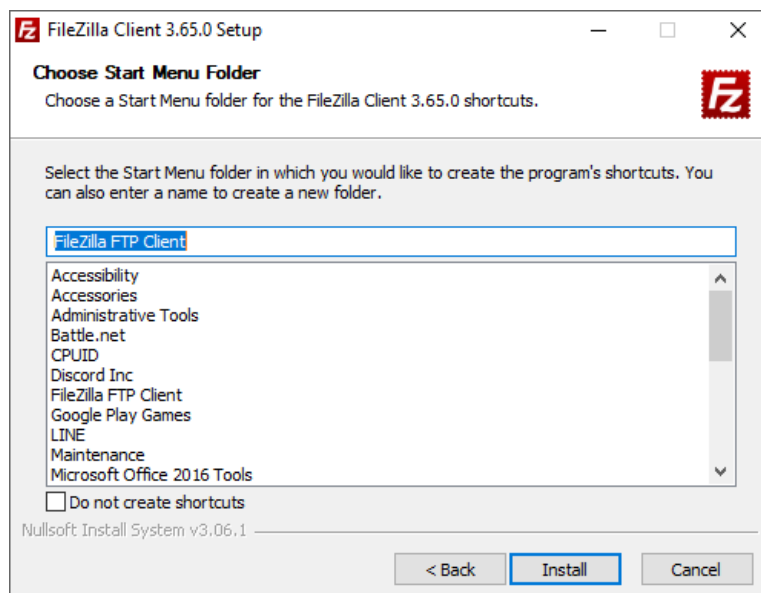 FileZilla Client 3.65.0 Setup
Choose Start Menu Folder
Choose a Start Menu folder for the FileZilla Client 3.65.0 shortcuts.
Fz
Select the Start Menu folder in which you would like to create the program's shortcuts. You
can also enter a name to create a new folder.
FileZilla FTP Client
Accessibility
Accessories
Administrative Tools
Battle.net
CPUID
Discord Inc
FileZilla FTP Client
Google Play Games
LINE
Maintenance
Microsoft Office 2016 Tools
Do not create shortcuts
Nullsoft Install System v3.06.1
< Back
Install
Cancel